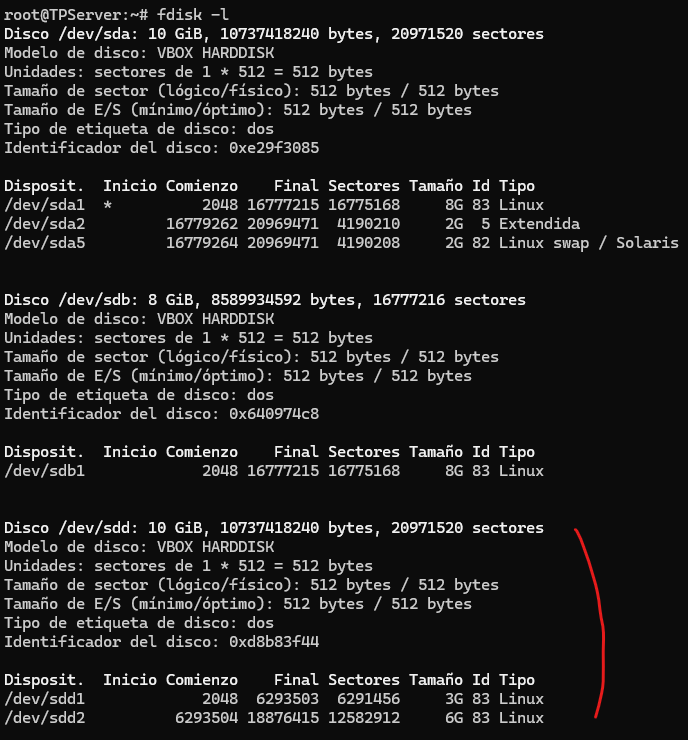 root@TPServer:~# fdisk -l
Disco /dev/sda: 10 GiB, 10737418240 bytes, 20971520 sectores
Modelo de disco: VBOX HARDDISK
Unidades: sectores de 1 * 512 = 512 bytes
Tamaño de sector (lógico/físico): 512 bytes / 512 bytes
Tamaño de E/S (mínimo/óptimo): 512 bytes / 512 bytes
Tipo de etiqueta de disco: dos
Identificador del disco: 0xe29f3085
Disposit.  Inicio Comienzo    Final Sectores Tamaño Id Tipo
/dev/sda1  *          2048 16777215 16775168     8G 83 Linux
/dev/sda2         16779262 20969471  4190210     2G  5 Extendida
/dev/sda5         16779264 20969471  4190208     2G 82 Linux swap / Solaris
Disco /dev/sdb: 8 GiB, 8589934592 bytes, 16777216 sectores
Modelo de disco: VBOX HARDDISK
Unidades: sectores de 1 * 512 = 512 bytes
Tamaño de sector (lógico/físico): 512 bytes / 512 bytes
Tamaño de E/S (mínimo/óptimo): 512 bytes / 512 bytes
Tipo de etiqueta de disco: dos
Identificador del disco: 0x640974c8
Disposit.  Inicio Comienzo    Final Sectores Tamaño Id Tipo
/dev/sdb1             2048 16777215 16775168     8G 83 Linux
Disco /dev/sdd: 10 GiB, 10737418240 bytes, 20971520 sectores
Modelo de disco: VBOX HARDDISK
Unidades: sectores de 1 * 512 = 512 bytes
Tamaño de sector (lógico/físico): 512 bytes / 512 bytes
Tamaño de E/S (mínimo/óptimo): 512 bytes / 512 bytes
Tipo de etiqueta de disco: dos
Identificador del disco: 0xd8b83f44
Disposit.  Inicio Comienzo    Final Sectores Tamaño Id Tipo
/dev/sdd1             2048  6293503  6291456     3G 83 Linux
/dev/sdd2          6293504 18876415 12582912     6G 83 Linux